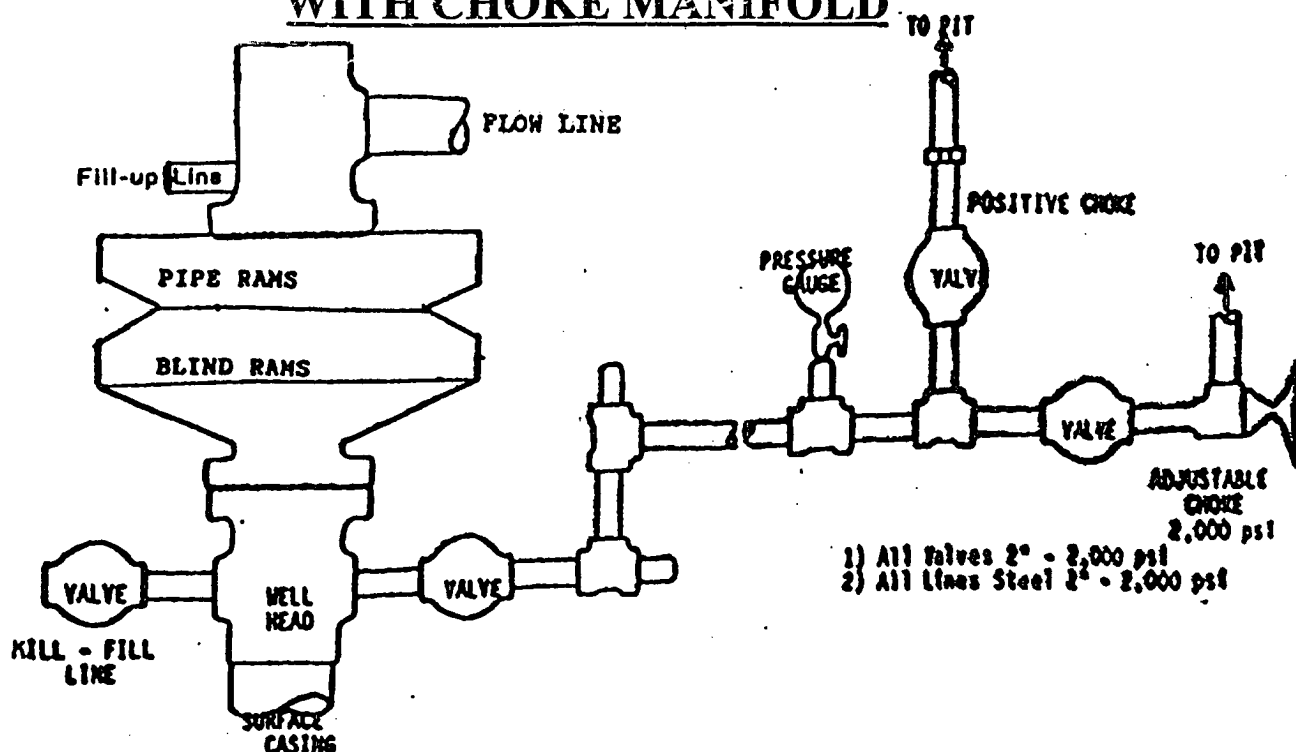 WITH CHOKE MANIFOLD
TO PIT
FLOW LINE
Fill-up Line
POSITIVE CHOKE
PIPE RAMS
PRESSURE
GAUGE
VALV
TO PIT
BLIND RAMS
VALVE
ADJUSTABLE
CHOKE
2,000 psi
1) All Valves 2" - 2,000 psi
2) All Lines Steel 2" - 2,000 psi
VALVE
WELL
HEAD
VALVE
KILL - FILL
LINE
SURFACE
CASING